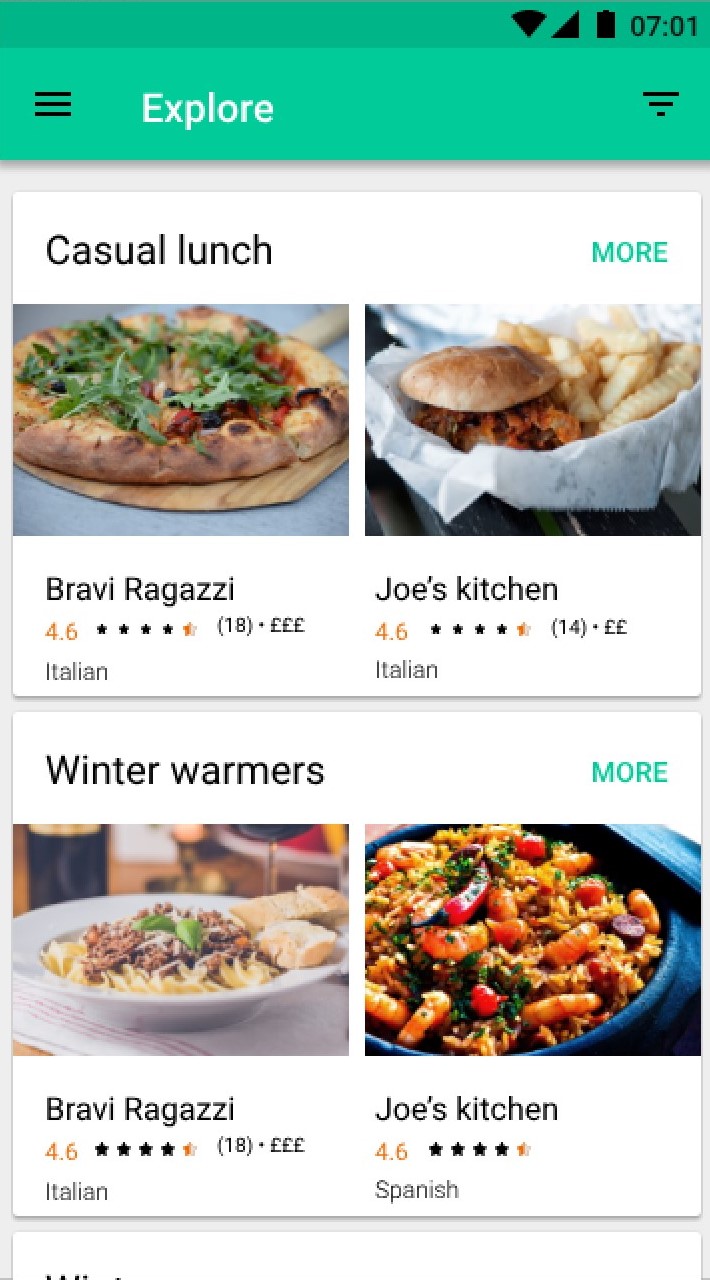 07:01
Explore
Casual lunch MORE
Bravi Ragazzi
4.6 (18) • £££
Italian
Joe’s kitchen
4.6 (14) • ££
Italian
Winter warmers MORE
Bravi Ragazzi
4.6 (18) • £££
Italian
Joe’s kitchen
4.6
Spanish